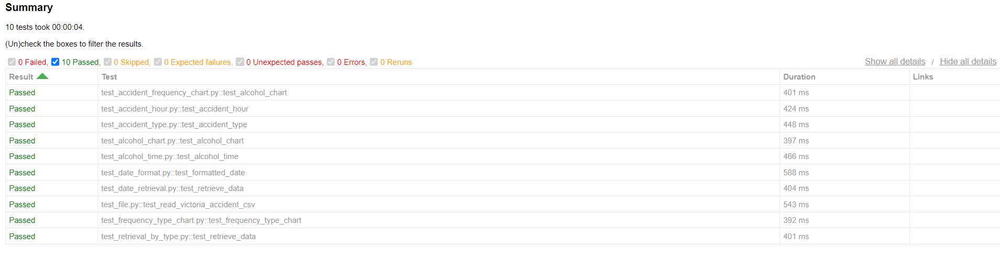 Summary
10 tests took 00:00:04.
(Un)check the boxes to filter the results.
0 Failed, 10 Passed, 0 Skipped, 0 Expected failures, 0 Unexpected passes, 0 Errors, 0 Reruns Show all details / Hide all details
Result Test Duration Links
Passed test_accident_frequency_chart.py::test_alcohol_chart 401 ms
Passed test_accident_hour.py::test_accident_hour 424 ms
Passed test_accident_type.py::test_accident_type 448 ms
Passed test_alcohol_chart.py::test_alcohol_chart 397 ms
Passed test_alcohol_time.py::test_alcohol_time 466 ms
Passed test_date_format.py::test_formatted_date 588 ms
Passed test_date_retrieval.py::test_retrieve_data 404 ms
Passed test_file.py::test_read_victoria_accident_csv 543 ms
Passed test_frequency_type_chart.py::test_frequency_type_chart 392 ms
Passed test_retrieval_by_type.py::test_retrieve_data 401 ms